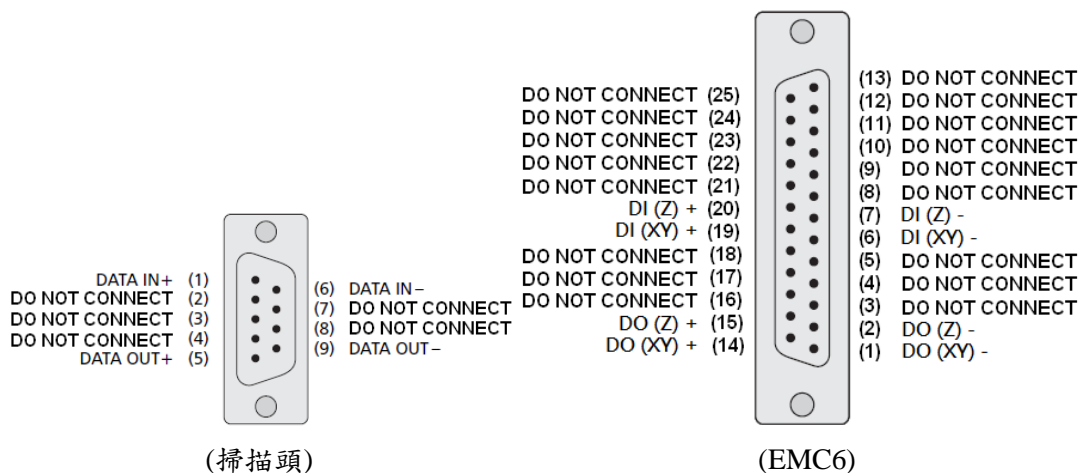 DATA IN+ (1)
DO NOT CONNECT (2)
DO NOT CONNECT (3)
DO NOT CONNECT (4)
DATA OUT+ (5)
(6) DATA IN−
(7) DO NOT CONNECT
(8) DO NOT CONNECT
(9) DATA OUT−
(掃描頭)
DO NOT CONNECT (25)
DO NOT CONNECT (24)
DO NOT CONNECT (23)
DO NOT CONNECT (22)
DO NOT CONNECT (21)
DI (Z) + (20)
DI (XY) + (19)
DO NOT CONNECT (18)
DO NOT CONNECT (17)
DO NOT CONNECT (16)
DO (Z) + (15)
DO (XY) + (14)
(13) DO NOT CONNECT
(12) DO NOT CONNECT
(11) DO NOT CONNECT
(10) DO NOT CONNECT
(9) DO NOT CONNECT
(8) DO NOT CONNECT
(7) DI (Z) -
(6) DI (XY) -
(5) DO NOT CONNECT
(4) DO NOT CONNECT
(3) DO NOT CONNECT
(2) DO (Z) -
(1) DO (XY) -
(EMC6)